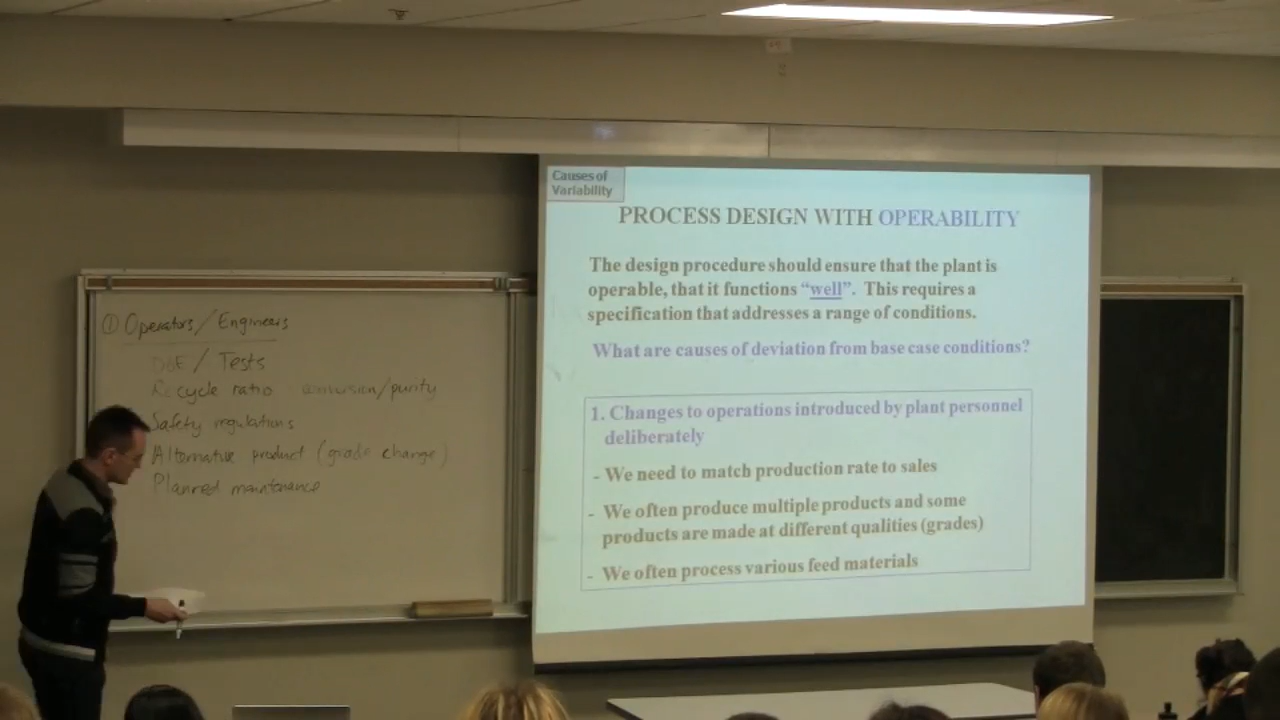 ① Operators/Engineers
DoE / Tests
Recycle ratio conversion/purity
Safety regulations
Alternative product (grade change)
Planned maintenance
Causes of
Variability
PROCESS DESIGN WITH OPERABILITY
The design procedure should ensure that the plant is
operable, that it functions “well”. This requires a
specification that addresses a range of conditions.
What are causes of deviation from base case conditions?
1. Changes to operations introduced by plant personnel
deliberately
- We need to match production rate to sales
- We often produce multiple products and some
products are made at different qualities (grades)
- We often process various feed materials